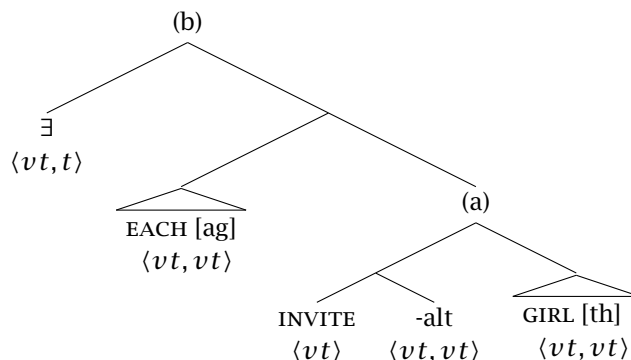 (b)
∃
⟨vt, t⟩
EACH [ag]
⟨vt, vt⟩
(a)
INVITE
⟨vt⟩
-alt
⟨vt, vt⟩
GIRL [th]
⟨vt, vt⟩